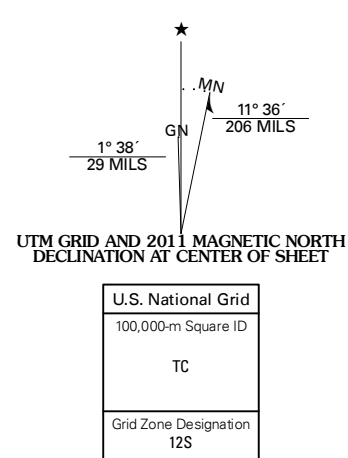 ★
MN
GN
11° 36´
206 MILS
1° 38´
29 MILS
UTM GRID AND 2011 MAGNETIC NORTH
DECLINATION AT CENTER OF SHEET
U.S. National Grid
100,000-m Square ID
TC
Grid Zone Designation
12S